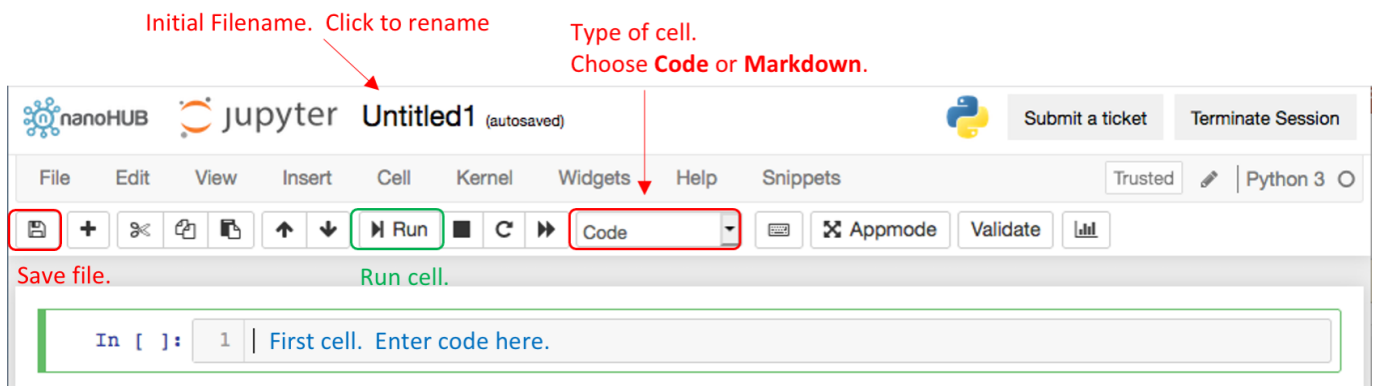 Initial Filename. Click to rename
Type of cell.
Choose Code or Markdown.
nanoHUB jupyter Untitled1 (autosaved) Submit a ticket Terminate Session
File Edit View Insert Cell Kernel Widgets Help Snippets Trusted Python 3
Run Code Appmode Validate
Save file. Run cell.
In [ ]: 1 First cell. Enter code here.